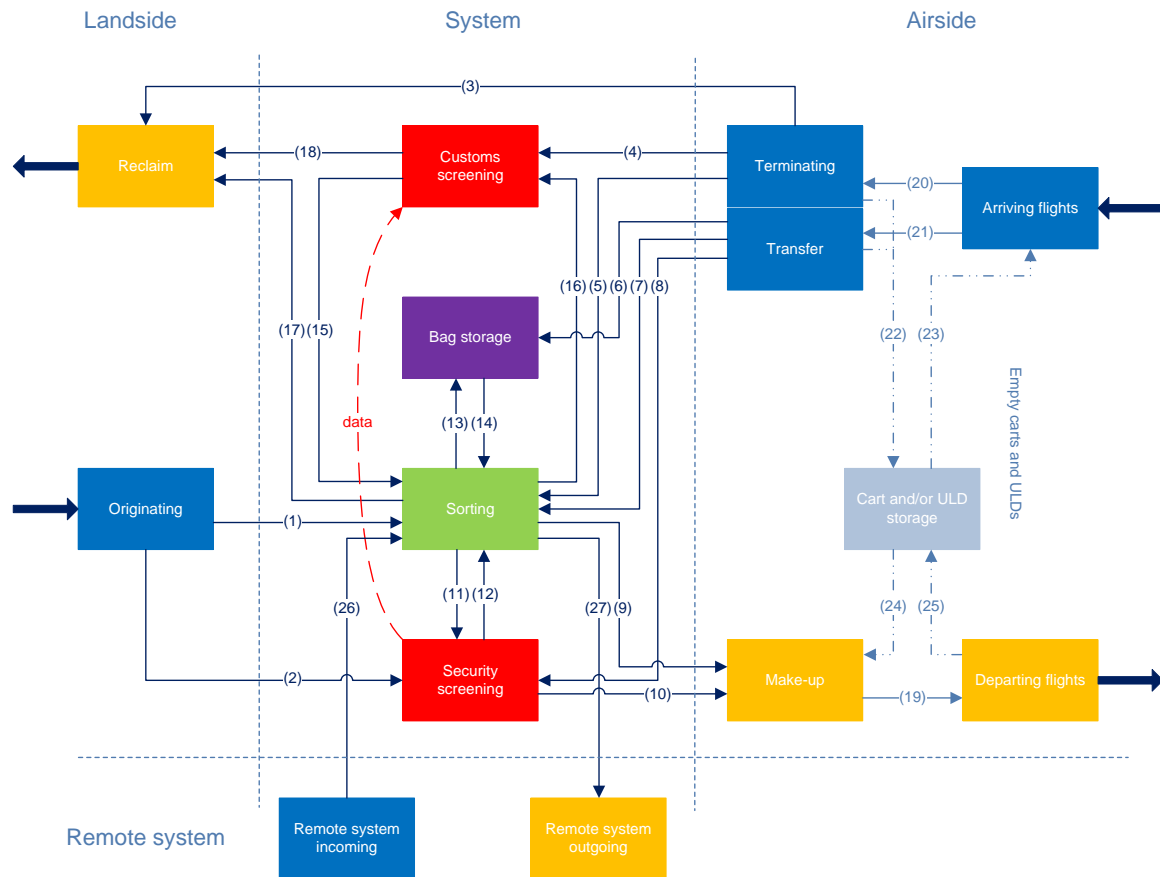 Landside
System
Airside
(3)
Reclaim
(18)
Customs
screening
(4)
Terminating
(20)
Arriving flights
(21)
Transfer
(17)
(15)
(16)
(5)
(6)
(7)
(8)
Bag storage
(22)
(23)
Empty carts and ULDs
data
(13)
(14)
Originating
(1)
Sorting
Cart and/or ULD
storage
(26)
(11)
(12)
(27)
(9)
(24)
(25)
(2)
Security
screening
(10)
Make-up
(19)
Departing flights
Remote system
Remote system
incoming
Remote system
outgoing